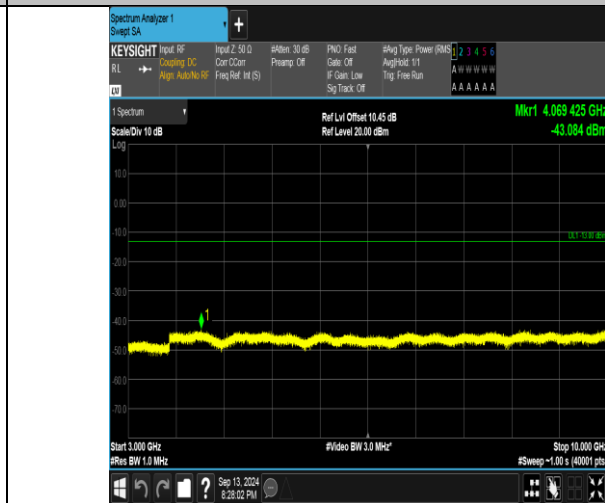 Spectrum Analyzer 1
Swept SA
+
KEYSIGHT Input: RF Input Z: 50 Ω #Atten: 30 dB PNO: Fast #Avg Type: Power (RMS 1 2 3 4 5 6
RL Coupling: DC Corr CCorr Preamp: Off Gate: Off Avg|Hold: 1/1 A W W W W W
Align: Auto/No RF Freq Ref: Int (S) IF Gain: Low Trig: Free Run
Sig Track: Off A A A A A A
1 Spectrum Ref Lvl Offset 10.45 dB Mkr1 4.069 425 GHz
Scale/Div 10 dB Ref Level 20.00 dBm -43.084 dBm
Log
10.0
0.00
-10.0
DL1 -13.00 dBm
-20.0
-30.0
-40.0
1
-50.0
-60.0
-70.0
Start 3.000 GHz #Video BW 3.0 MHz* Stop 10.000 GHz
#Res BW 1.0 MHz #Sweep ~1.00 s (40001 pts
? Sep 13, 2024
8:28:02 PM